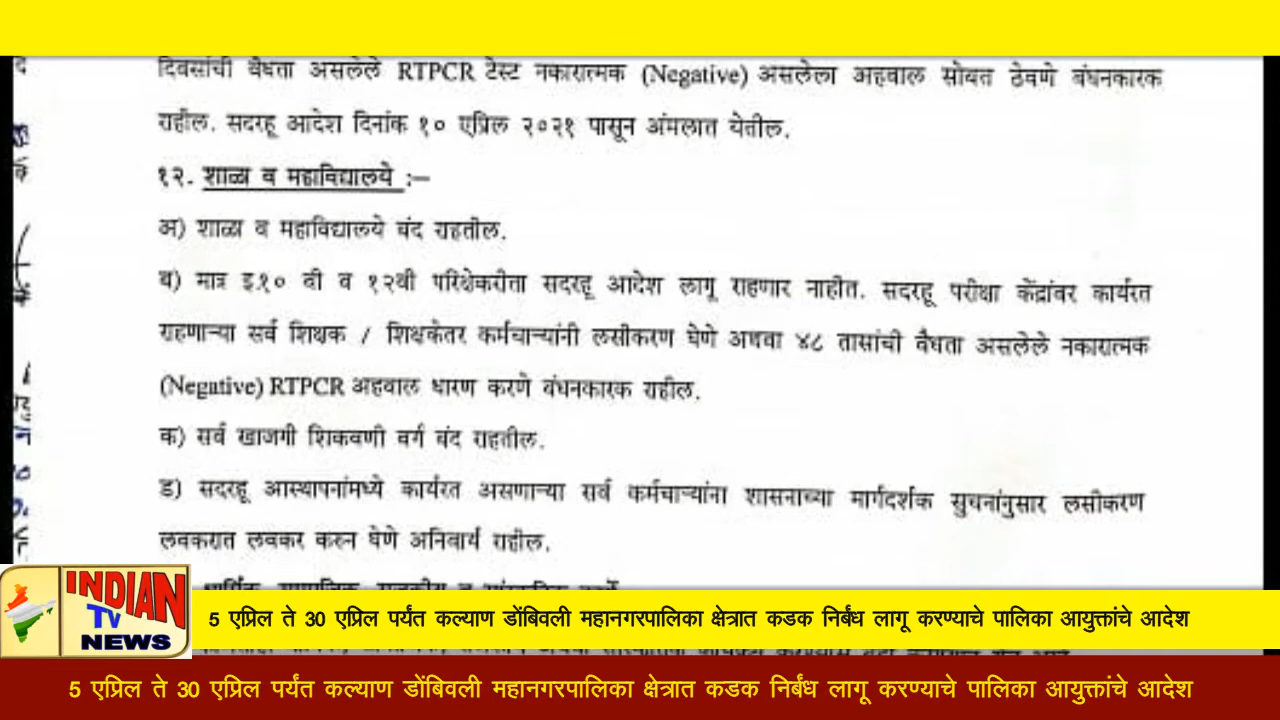 दिवसांची वैधता असलेले RTPCR टेस्ट नकारात्मक (Negative) असलेला अहवाल सोबत ठेवणे बंधनकारक
राहील. सदरहू आदेश दिनांक १० एप्रिल २०२१ पासून अंमलात येतील.
१२. शाळा व महाविद्यालये :–
अ) शाळा व महाविद्यालये बंद राहतील.
ब) मात्र इ.१० वी व १२वी परिक्षेकरीता सदरहू आदेश लागू राहणार नाहीत. सदरहू परीक्षा केंद्रांवर कार्यरत
राहणाऱ्या सर्व शिक्षक / शिक्षकेतर कर्मचाऱ्यांनी लसीकरण घेणे अथवा ४८ तासांची वैधता असलेले नकारात्मक
(Negative) RTPCR अहवाल धारण करणे बंधनकारक राहील.
क) सर्व खाजगी शिकवणी वर्ग बंद राहतील.
ड) सदरहू आस्थापनांमध्ये कार्यरत असणाऱ्या सर्व कर्मचाऱ्यांना शासनाच्या मार्गदर्शक सुचनांनुसार लसीकरण
लवकरात लवकर करून घेणे अनिवार्य राहील.
INDIAN
Tv
NEWS
5 एप्रिल ते 30 एप्रिल पर्यंत कल्याण डोंबिवली महानगरपालिका क्षेत्रात कडक निर्बंध लागू करण्याचे पालिका आयुक्तांचे आदेश
5 एप्रिल ते 30 एप्रिल पर्यंत कल्याण डोंबिवली महानगरपालिका क्षेत्रात कडक निर्बंध लागू करण्याचे पालिका आयुक्तांचे आदेश